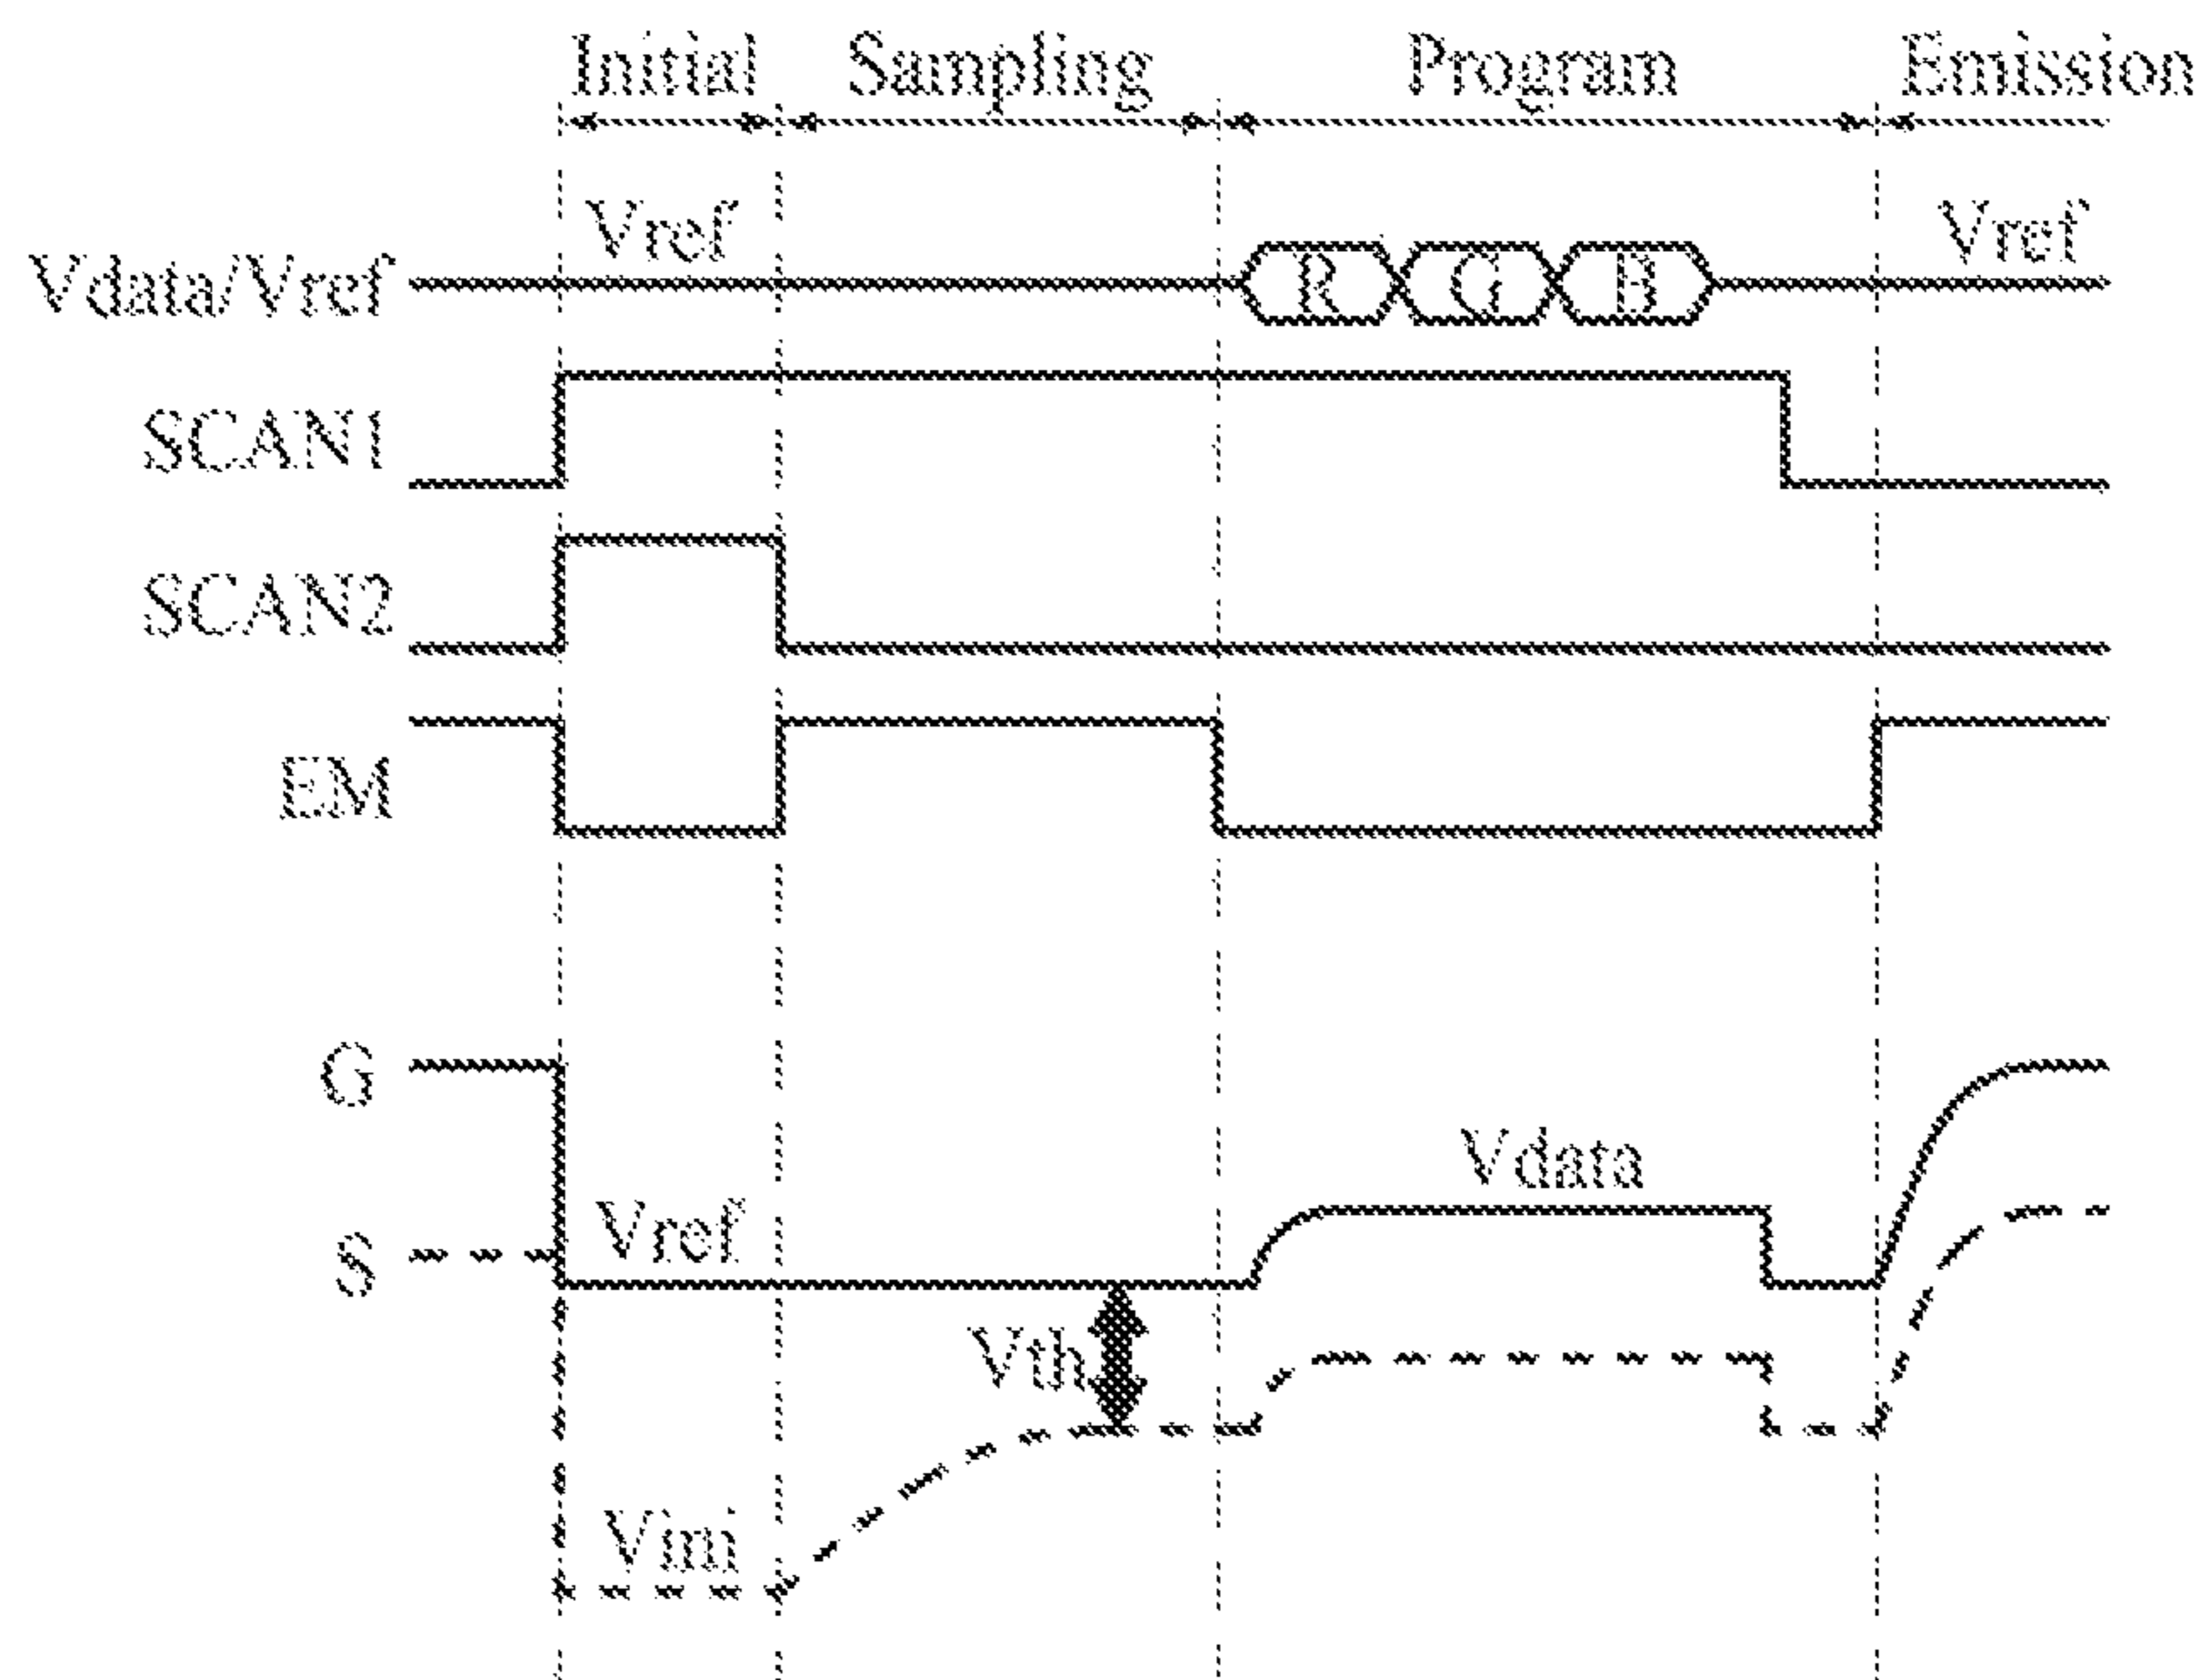 Initial Sampling Program Emission
Vref Vref
Vdata/Vref R G B
SCAN1
SCAN2
EM
G
Vdata
Vref
S
Vth
Vini